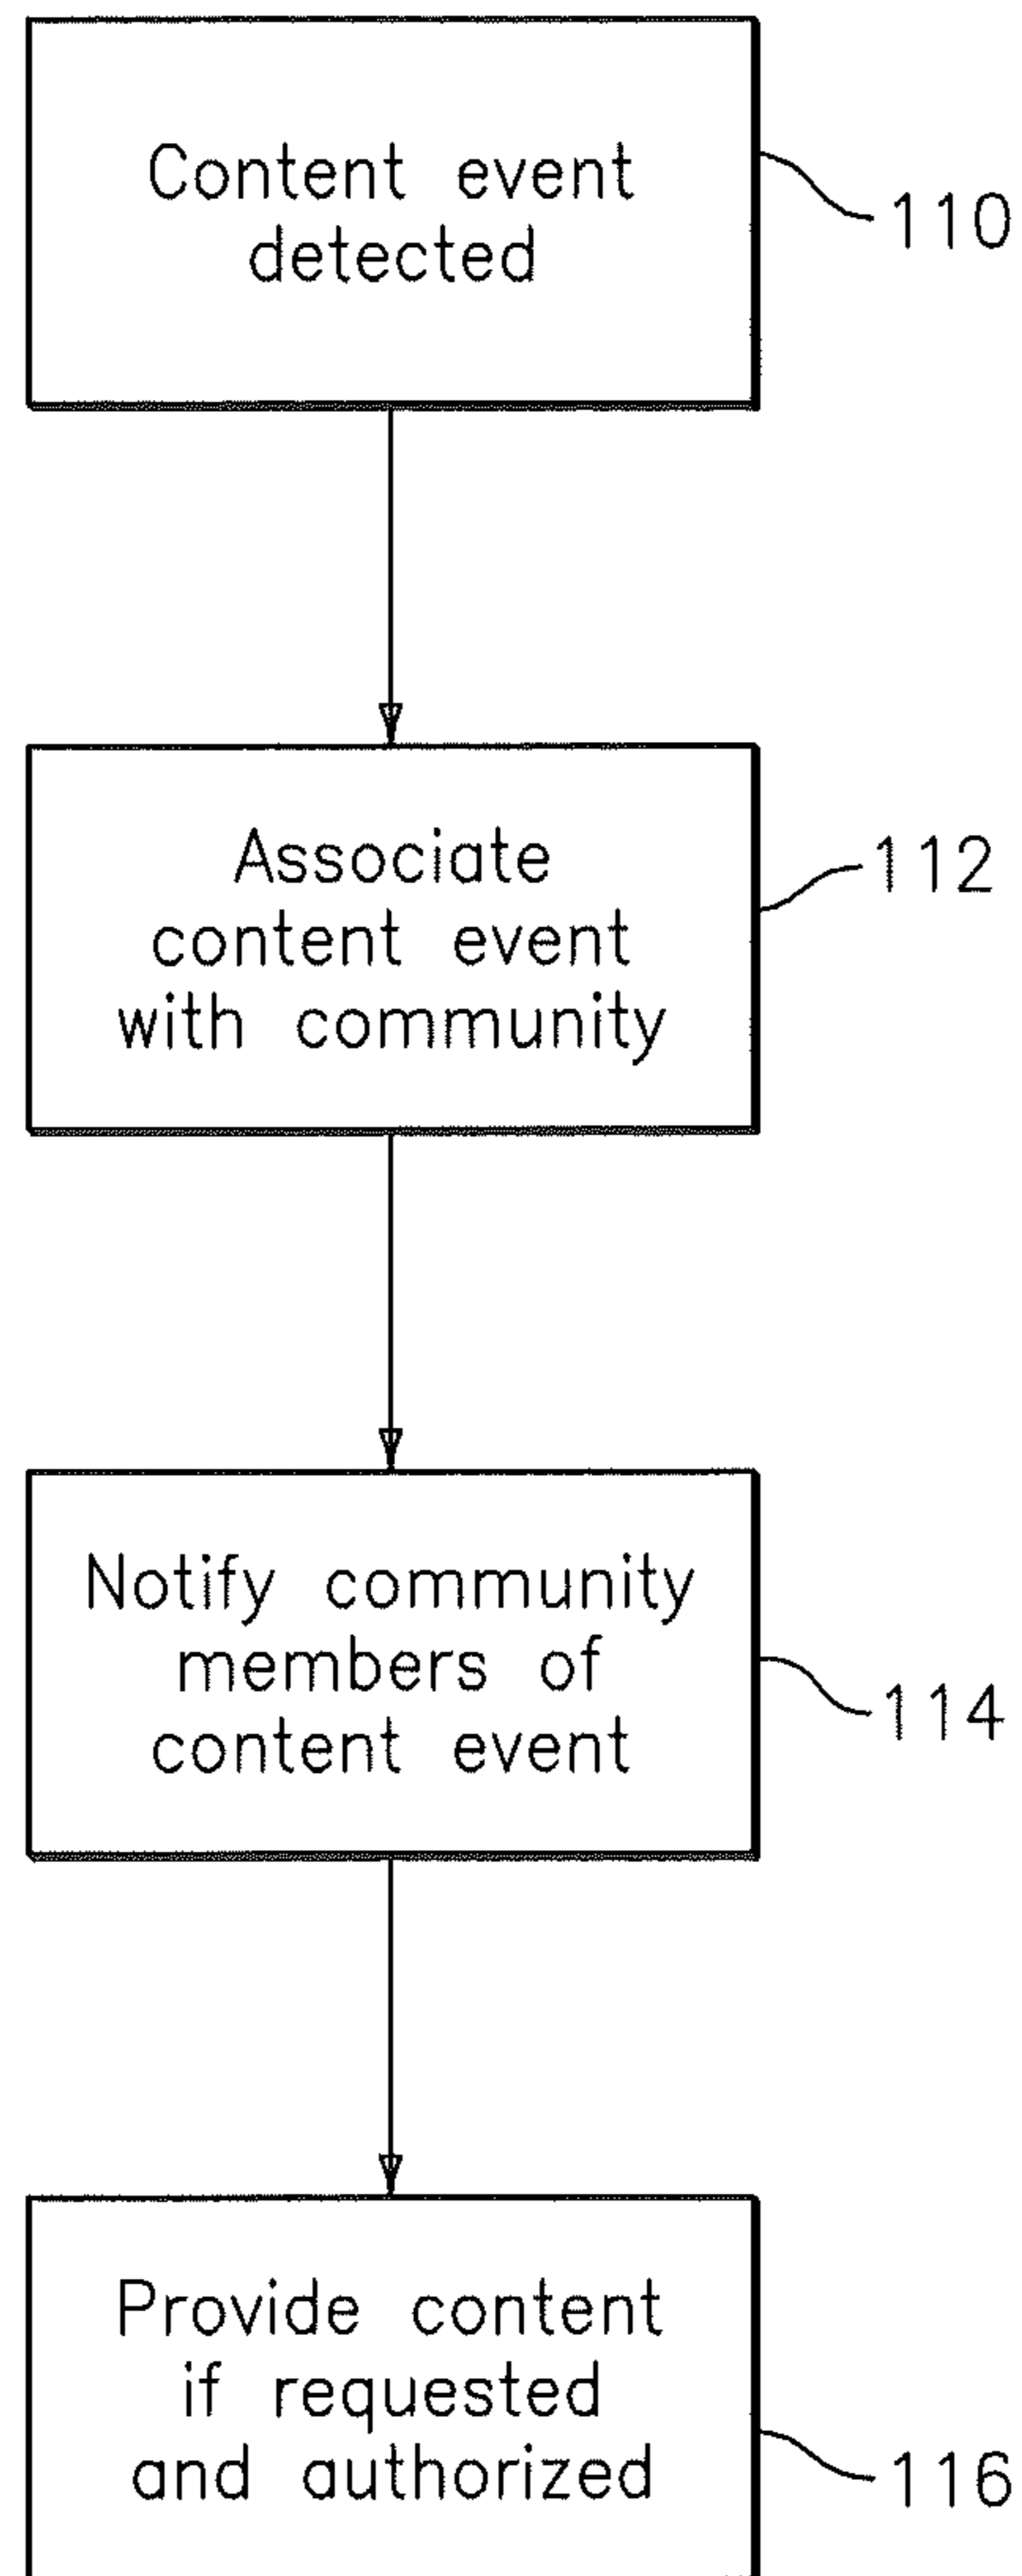 Content event
detected
110
Associate
content event
with community
112
Notify community
members of
content event
114
Provide content
if requested
and authorized
116